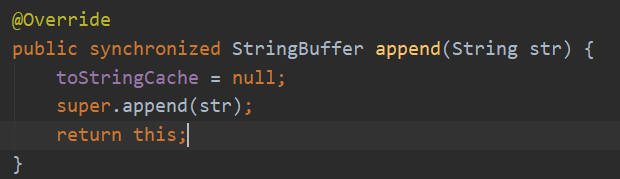 @Override
public synchronized StringBuffer append(String str) {
    toStringCache = null;
    super.append(str);
    return this;
}